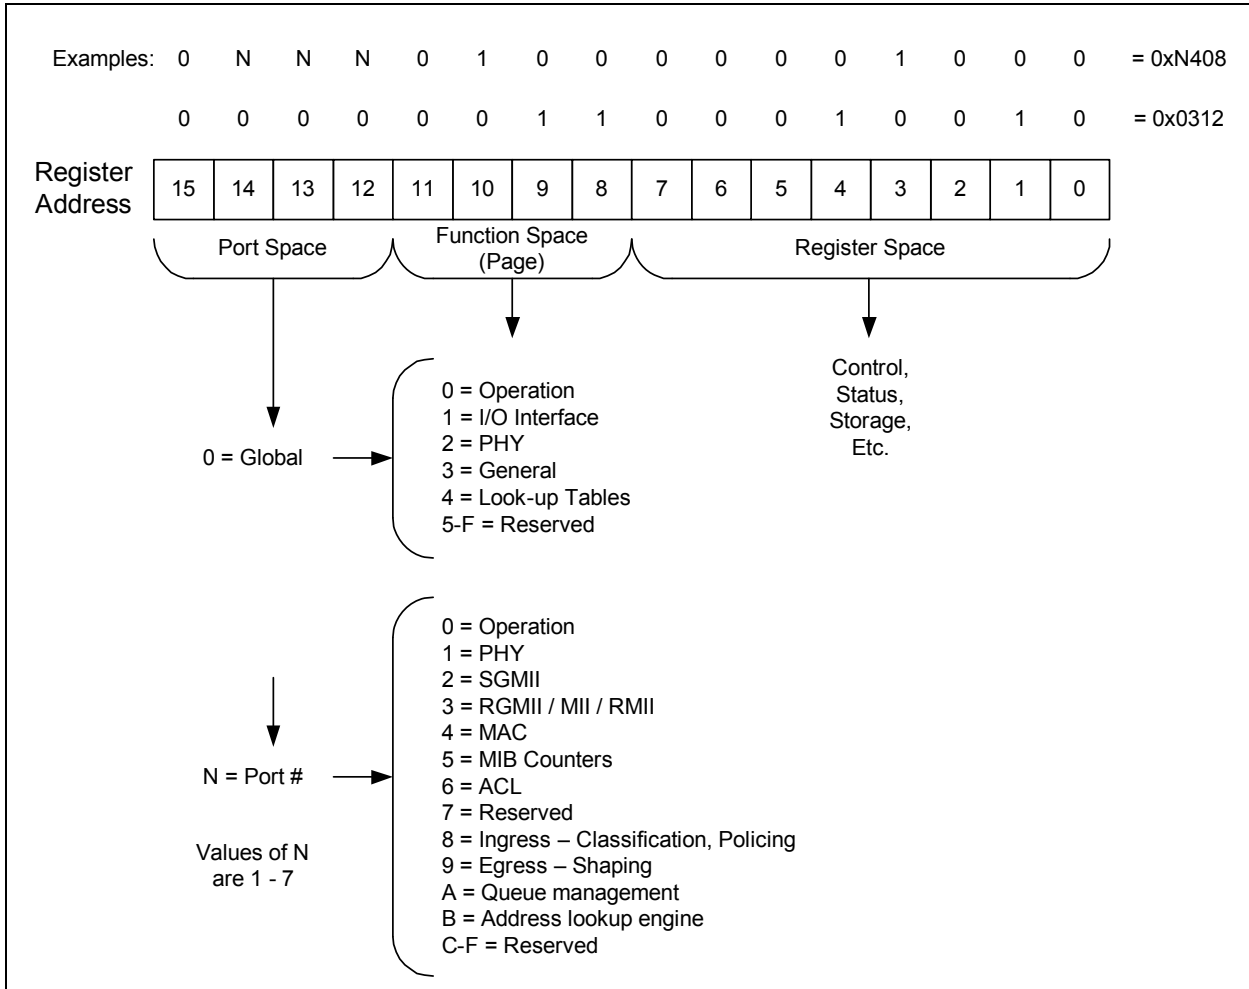 Examples: 0 N N N 0 1 0 0 0 0 0 0 1 0 0 0 = 0xN408
0 0 0 0 0 0 1 1 0 0 0 1 0 0 1 0 = 0x0312
Register
Address
15 14 13 12 11 10 9 8 7 6 5 4 3 2 1 0
Port Space
Function Space
(Page)
Register Space
Control,
Status,
Storage,
Etc.
0 = Global
0 = Operation
1 = I/O Interface
2 = PHY
3 = General
4 = Look-up Tables
5-F = Reserved
N = Port #
Values of N
are 1 - 7
0 = Operation
1 = PHY
2 = SGMII
3 = RGMII / MII / RMII
4 = MAC
5 = MIB Counters
6 = ACL
7 = Reserved
8 = Ingress – Classification, Policing
9 = Egress – Shaping
A = Queue management
B = Address lookup engine
C-F = Reserved